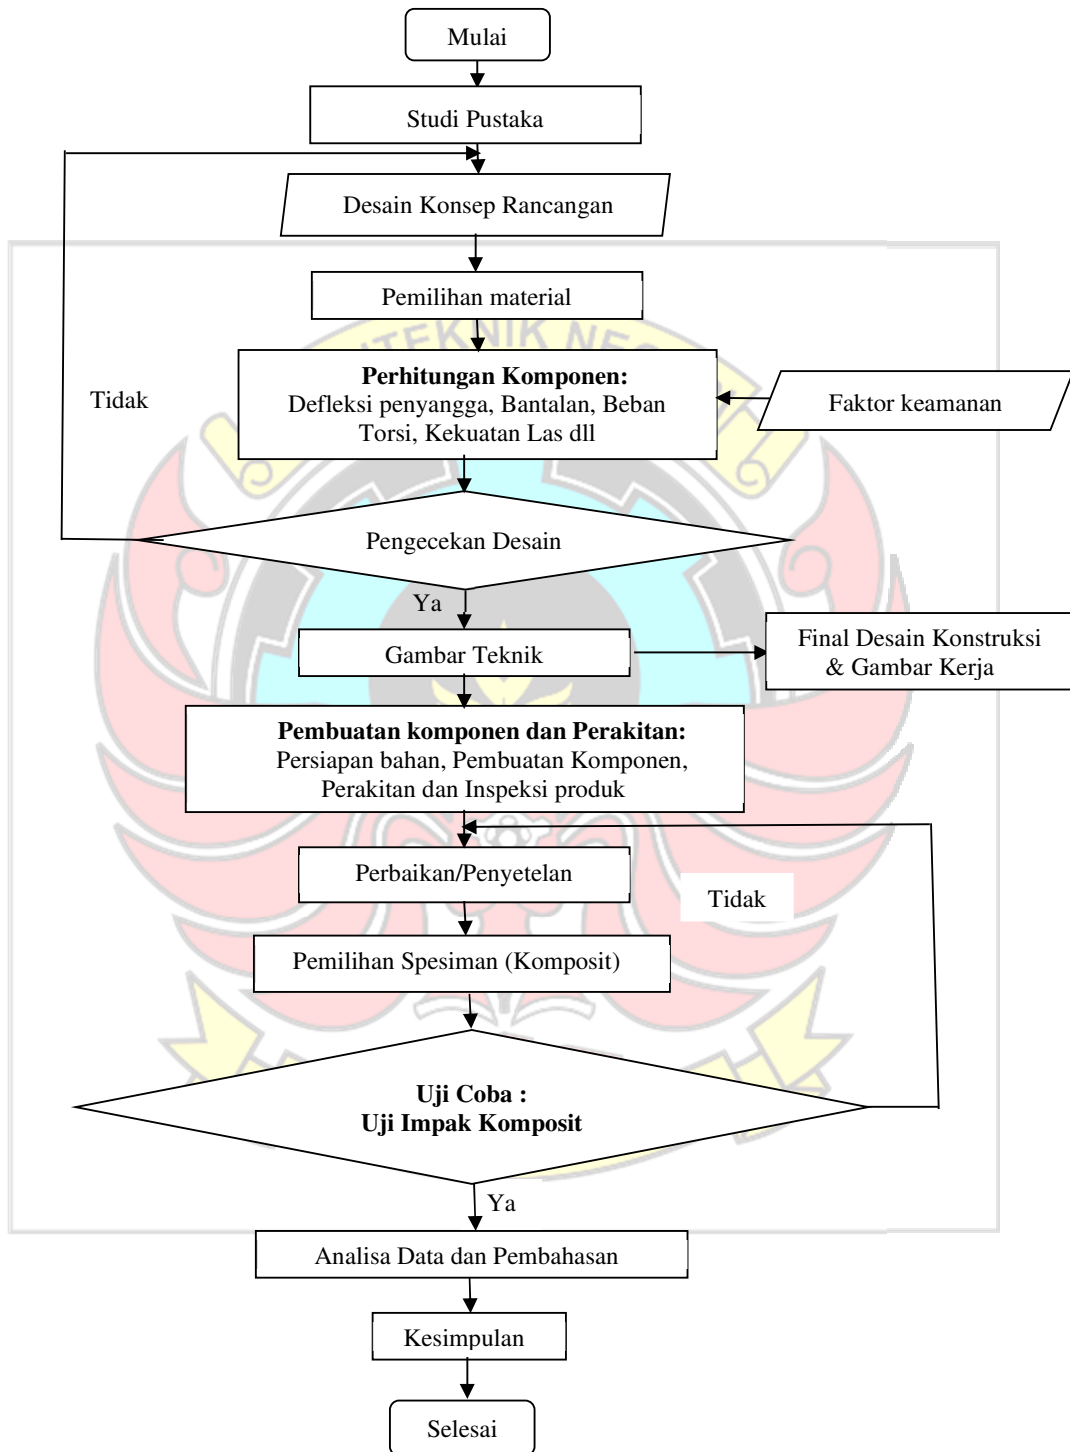 Mulai
Studi Pustaka
Desain Konsep Rancangan
Pemilihan material
Perhitungan Komponen:
Defleksi penyangga, Bantalan, Beban
Torsi, Kekuatan Las dll
Faktor keamanan
Tidak
Pengecekan Desain
Ya
Gambar Teknik
Final Desain Konstruksi
& Gambar Kerja
Pembuatan komponen dan Perakitan:
Persiapan bahan, Pembuatan Komponen,
Perakitan dan Inspeksi produk
Perbaikan/Penyetelan
Tidak
Pemilihan Spesiman (Komposit)
Uji Coba :
Uji Impak Komposit
Ya
Analisa Data dan Pembahasan
Kesimpulan
Selesai